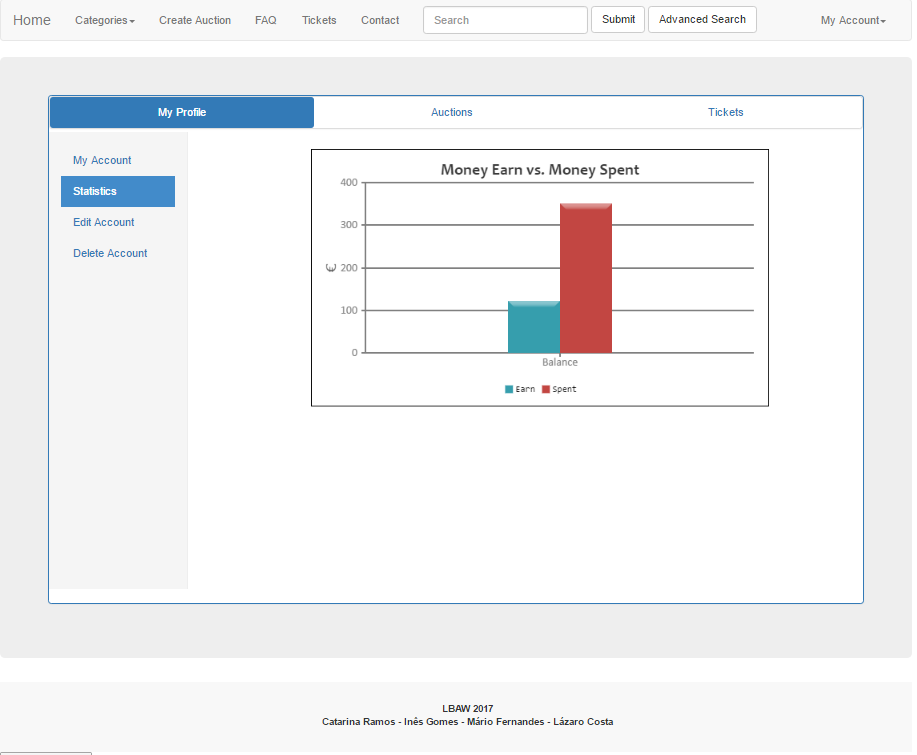 Home Categories Create Auction FAQ Tickets Contact Search Submit Advanced Search My Account
My Profile Auctions Tickets
My Account
Statistics
Edit Account
Delete Account
Money Earn vs. Money Spent
400
300
€ 200
100
0
Balance
Earn Spent
LBAW 2017
Catarina Ramos - Inês Gomes - Mário Fernandes - Lázaro Costa